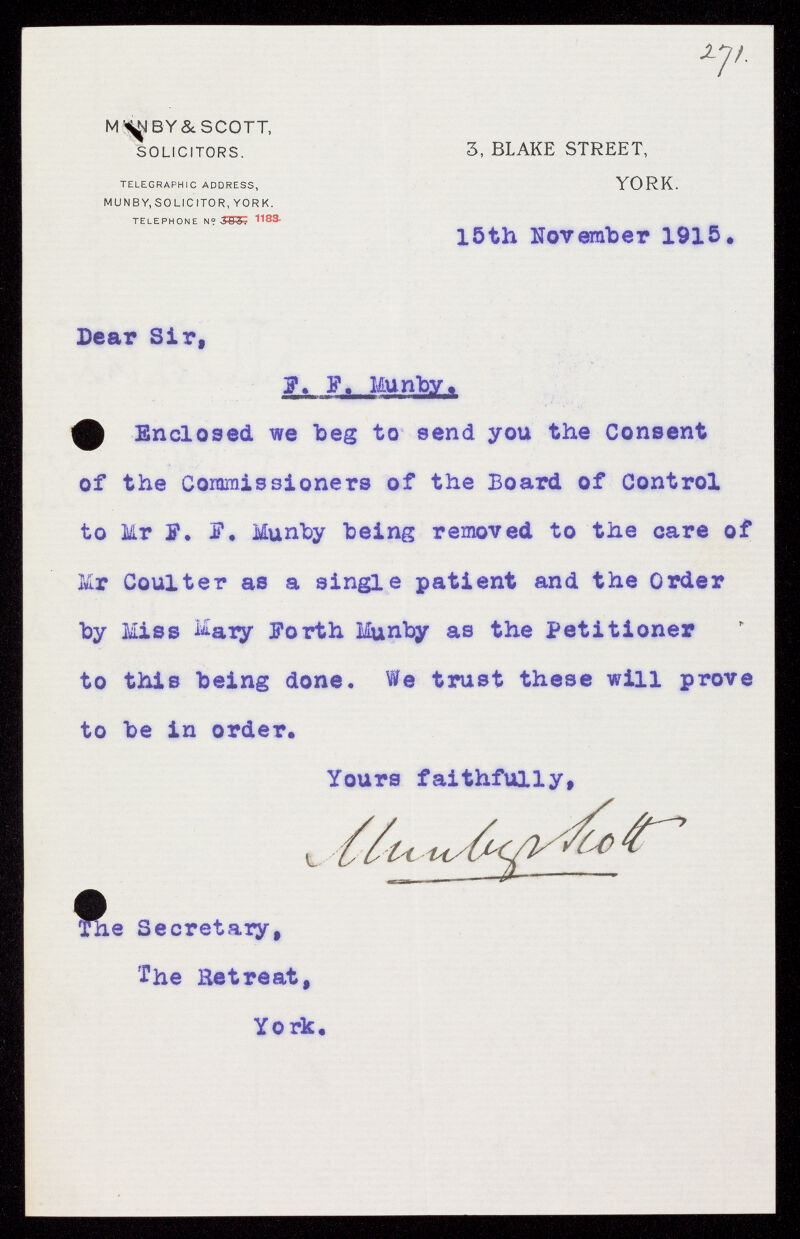 271.
MUNBY & SCOTT,
SOLICITORS.
TELEGRAPHIC ADDRESS,
MUNBY, SOLICITOR, YORK.
TELEPHONE Nº 383. 1183.
3, BLAKE STREET,
YORK.
15th November 1915.
Dear Sir,
F. F. Munby.
Enclosed we beg to send you the Consent
of the Commissioners of the Board of Control
to Mr F. F. Munby being removed to the care of
Mr Coulter as a single patient and the Order
by Miss Mary Forth Munby as the Petitioner
to this being done. We trust these will prove
to be in order.
Yours faithfully,
Munby & Scott
The Secretary,
The Retreat,
York.